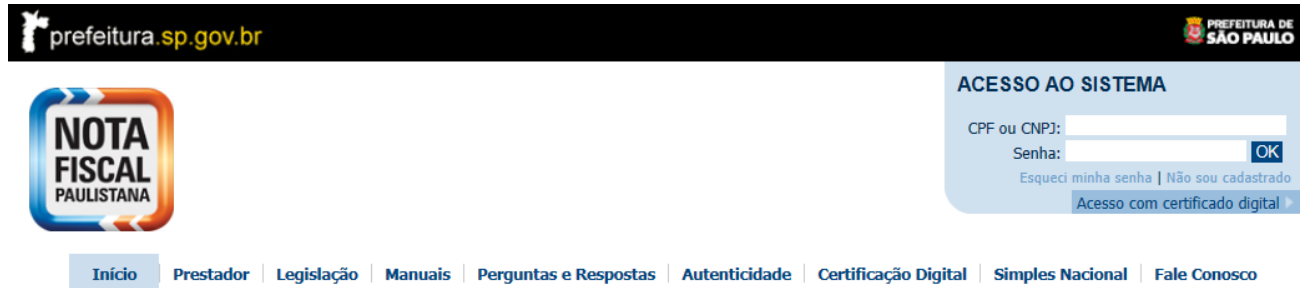 prefeitura.sp.gov.br
PREFEITURA DE
SÃO PAULO
ACESSO AO SISTEMA
CPF ou CNPJ:
Senha:
OK
Esqueci minha senha | Não sou cadastrado
Acesso com certificado digital
NOTA
FISCAL
PAULISTANA
Início Prestador Legislação Manuais Perguntas e Respostas Autenticidade Certificação Digital Simples Nacional Fale Conosco